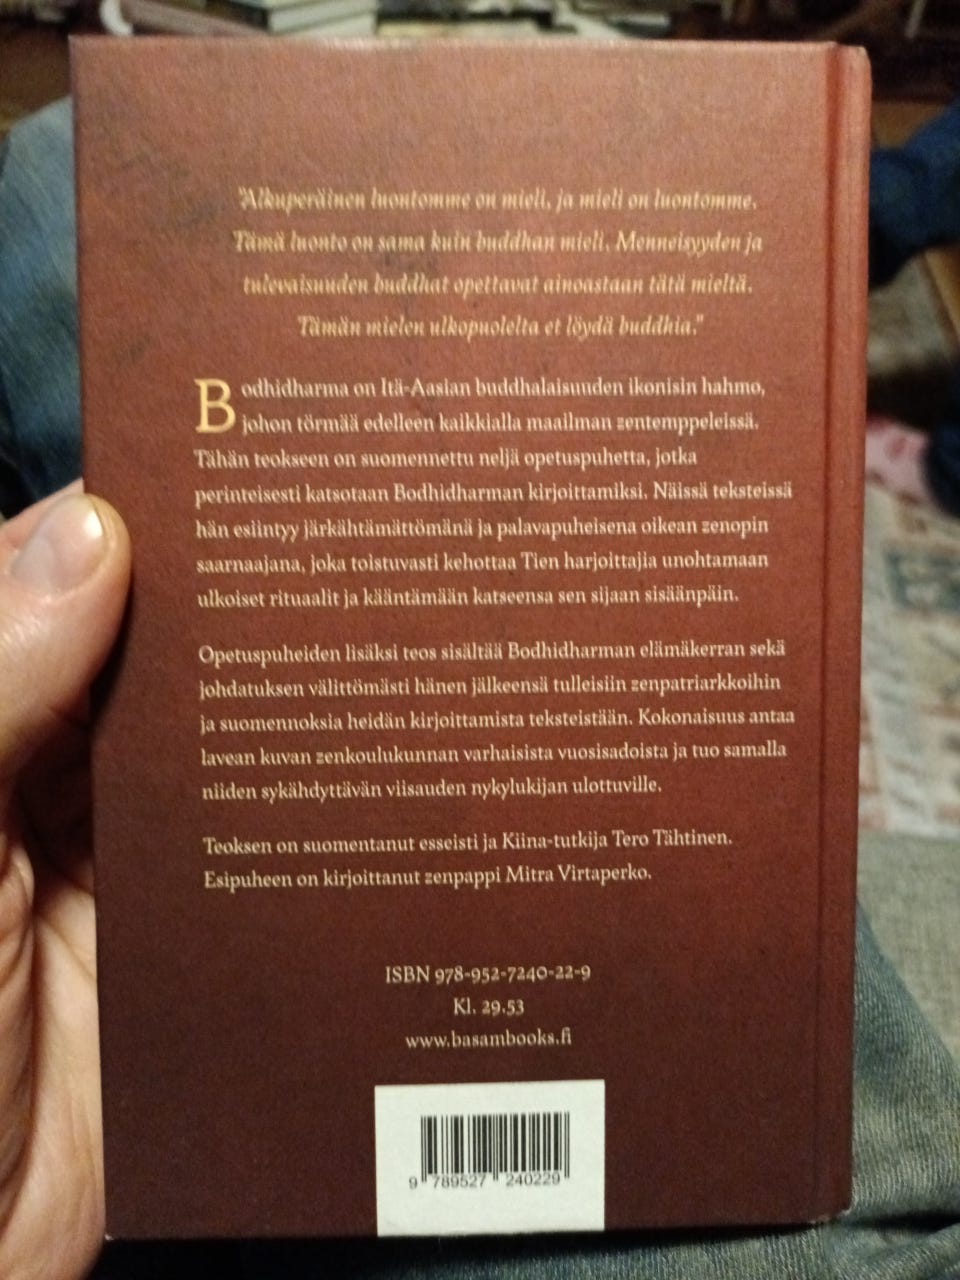 "Alkuperäinen luontomme on mieli, ja mieli on luontomme.
Tämä luonto on sama kuin buddhan mieli. Menneisyyden ja
tulevaisuuden buddhat opettavat ainoastaan tätä mieltä.
Tämän mielen ulkopuolelta et löydä buddhia."
Bodhidharma on Itä-Aasian buddhalaisuuden ikonisin hahmo,
johon törmää edelleen kaikkialla maailman zentemppeleissä.
Tähän teokseen on suomennettu neljä opetuspuhetta, jotka
perinteisesti katsotaan Bodhidharman kirjoittamiksi. Näissä teksteissä
hän esiintyy järkähtämättömänä ja palavapuheisena oikean zenopin
saarnaajana, joka toistuvasti kehottaa Tien harjoittajia unohtamaan
ulkoiset rituaalit ja kääntämään katseensa sen sijaan sisäänpäin.
Opetuspuheiden lisäksi teos sisältää Bodhidharman elämäkerran sekä
johdatuksen välittömästi hänen jälkeensä tulleisiin zenpatriarkkoihin
ja suomennoksia heidän kirjoittamista teksteistään. Kokonaisuus antaa
lavean kuvan zenkoulukunnan varhaisista vuosisadoista ja tuo samalla
niiden sykähdyttävän viisauden nykylukijan ulottuville.
Teoksen on suomentanut esseisti ja Kiina-tutkija Tero Tähtinen.
Esipuheen on kirjoittanut zenpappi Mitra Virtaperko.
ISBN 978-952-7240-22-9
Kl. 29.53
www.basambooks.fi
9 789527 240229